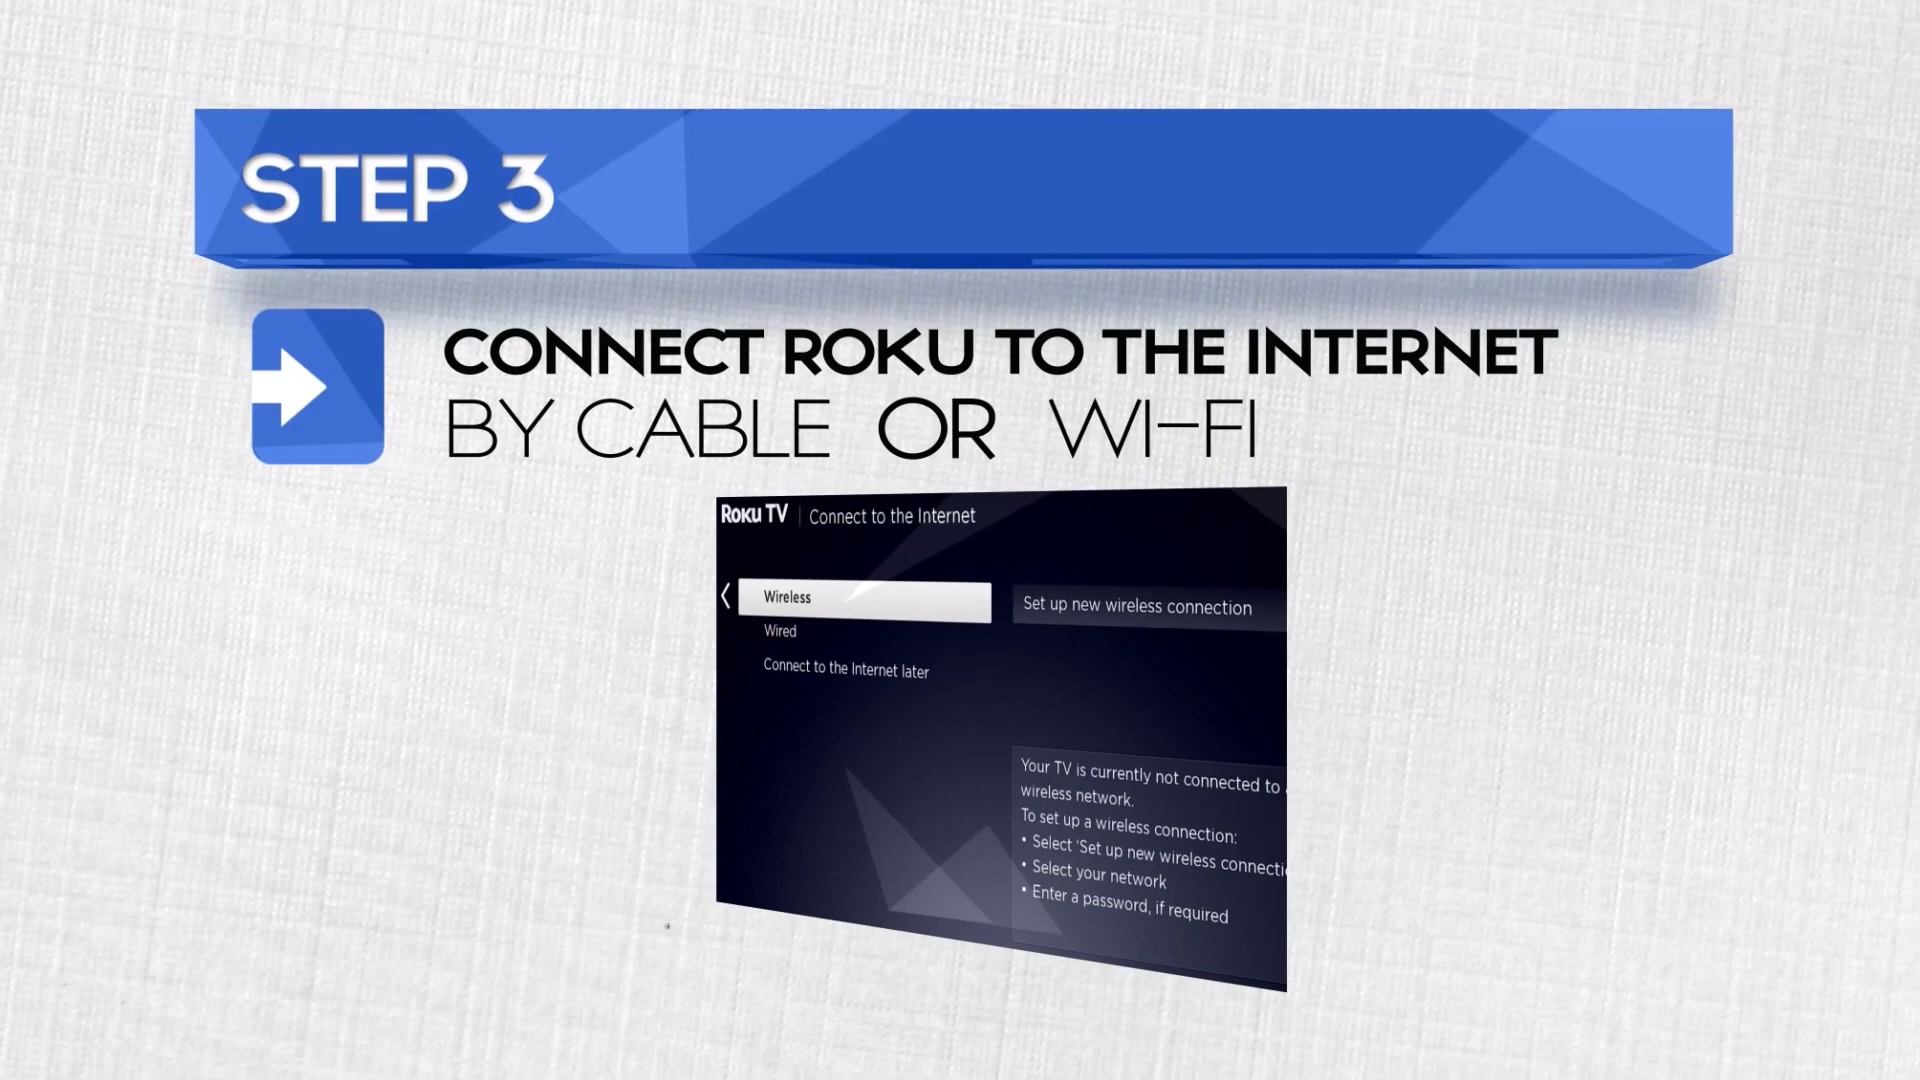 STEP 3
CONNECT ROKU TO THE INTERNET
BY CABLE OR WI-FI
Roku TV | Connect to the Internet
Wireless
Set up new wireless connection
Wired
Connect to the Internet later
Your TV is currently not connected to
wireless network.
To set up a wireless connection:
• Select 'Set up new wireless
• Select your network
• Enter a password, if required